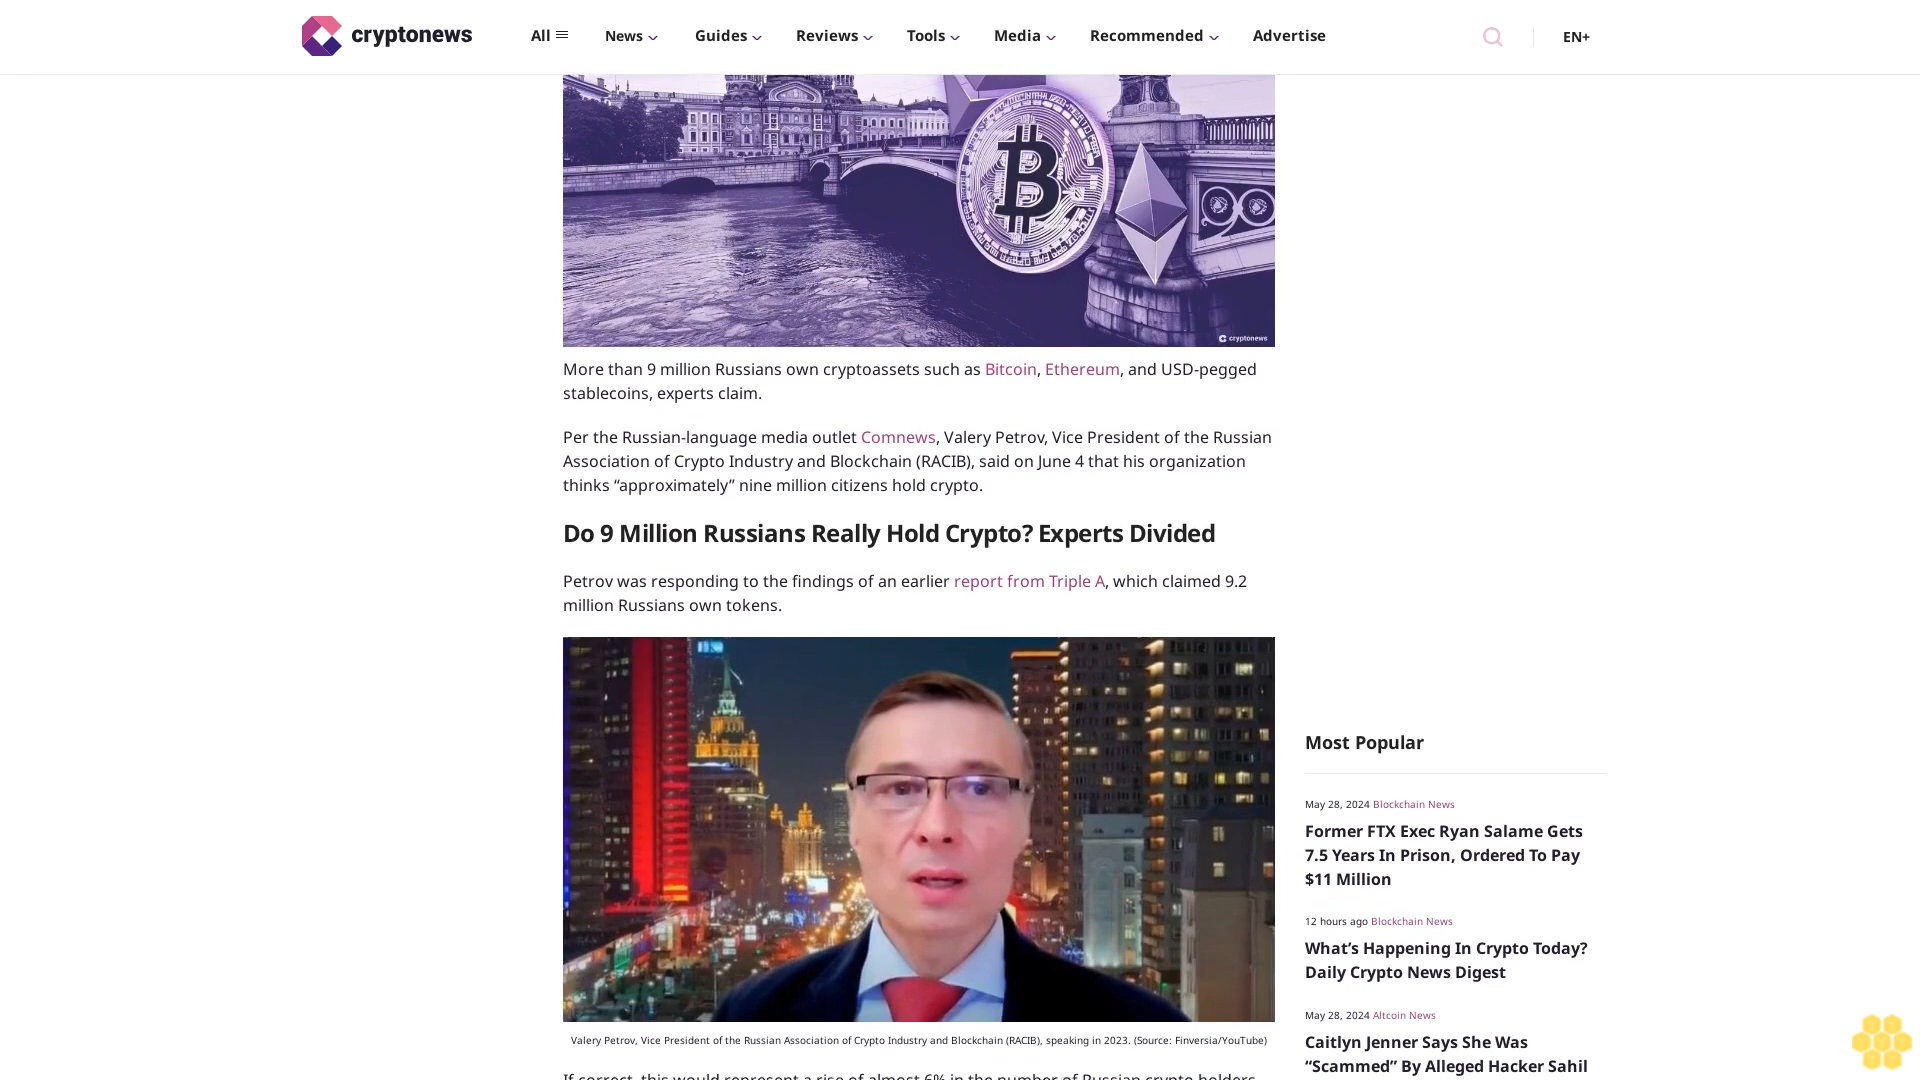 cryptonews
All
News
Guides
Reviews
Tools
Media
Recommended
Advertise
EN+
cryptonews
More than 9 million Russians own cryptoassets such as Bitcoin, Ethereum, and USD-pegged
stablecoins, experts claim.
Per the Russian-language media outlet Comnews, Valery Petrov, Vice President of the Russian
Association of Crypto Industry and Blockchain (RACIB), said on June 4 that his organization
thinks “approximately” nine million citizens hold crypto.
Do 9 Million Russians Really Hold Crypto? Experts Divided
Petrov was responding to the findings of an earlier report from Triple A, which claimed 9.2
million Russians own tokens.
Valery Petrov, Vice President of the Russian Association of Crypto Industry and Blockchain (RACIB), speaking in 2023. (Source: Finversia/YouTube)
If correct, this would represent a rise of almost 6% in the number of Russian crypto holders
Most Popular
May 28, 2024 Blockchain News
Former FTX Exec Ryan Salame Gets
7.5 Years In Prison, Ordered To Pay
$11 Million
12 hours ago Blockchain News
What’s Happening In Crypto Today?
Daily Crypto News Digest
May 28, 2024 Altcoin News
Caitlyn Jenner Says She Was
“Scammed” By Alleged Hacker Sahil